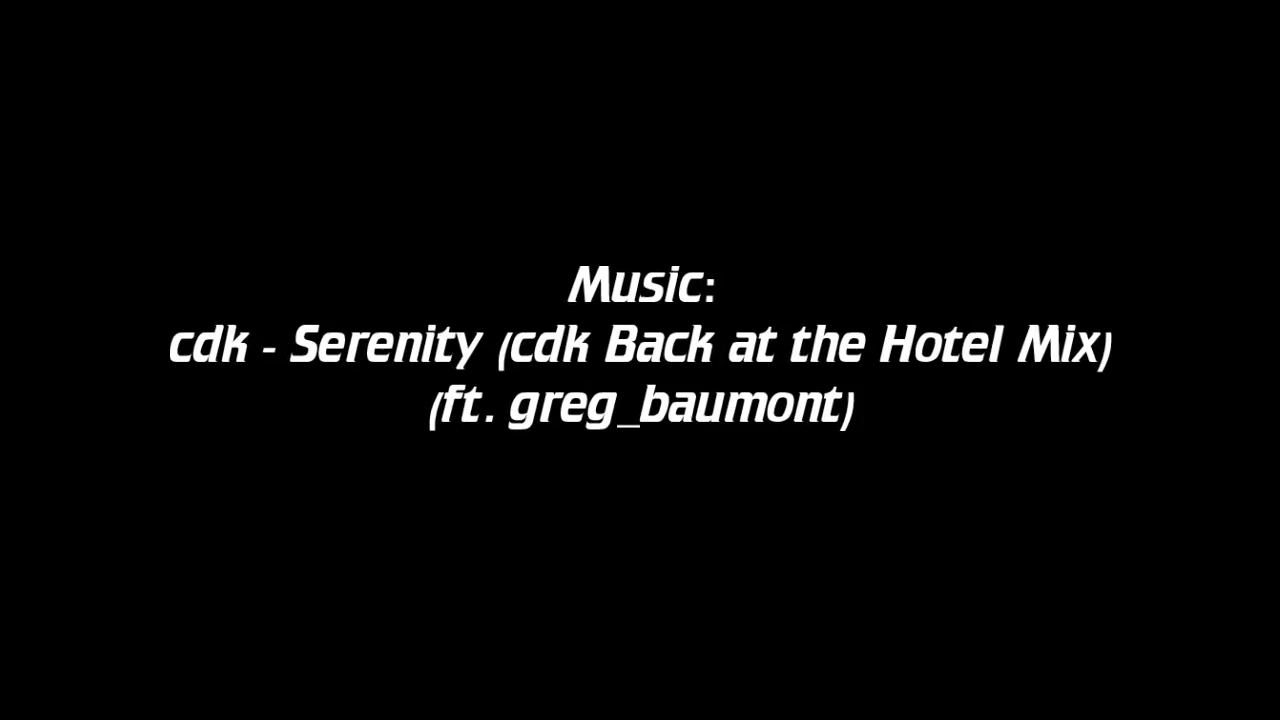 Music:
cdk - Serenity (cdk Back at the Hotel Mix)
(ft. greg_baumont)